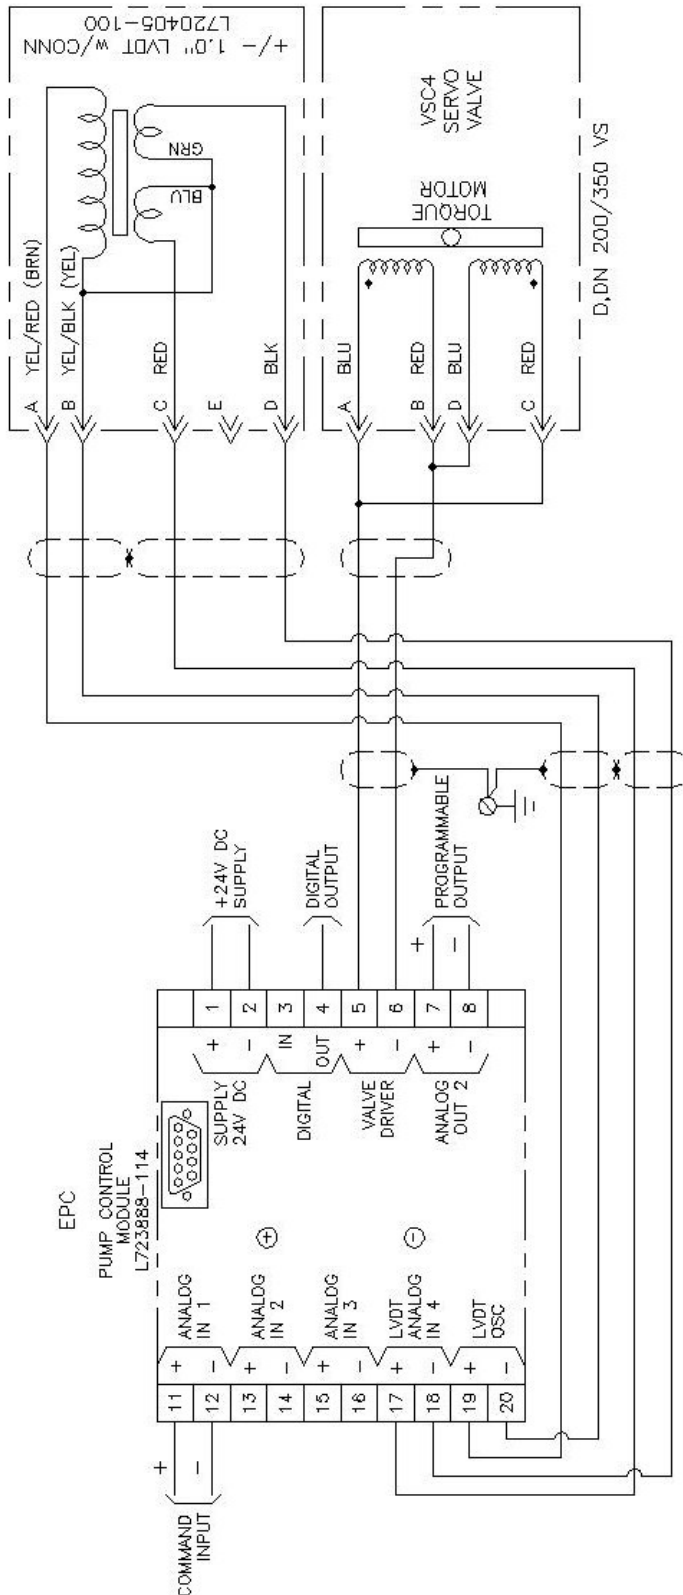 +/- 1.0" LVDT w/CONN
L720405-100
GRN
BLU
YEL/RED (BRN)
YEL/BLK (YEL)
RED
BLK
A
B
C
E
D
VSC4
SERVO
VALVE
TORQUE
MOTOR
D,DN 200/350 VS
BLU
RED
BLU
RED
A
B
D
C
+24V DC
SUPPLY
DIGITAL
OUTPUT
PROGRAMMABLE
OUTPUT
+
-
1
2
3
4
5
6
7
8
+
-
IN
OUT
+
-
+
-
SUPPLY
24V DC
DIGITAL
VALVE
DRIVER
ANALOG
OUT 2
EPC
PUMP CONTROL
MODULE
L723888-114
+
-
ANALOG
IN 1
ANALOG
IN 2
ANALOG
IN 3
LVDT
ANALOG
IN 4
LVDT
OSC
+
-
+
-
+
-
+
-
+
-
11
12
13
14
15
16
17
18
19
20
+
-
COMMAND
INPUT